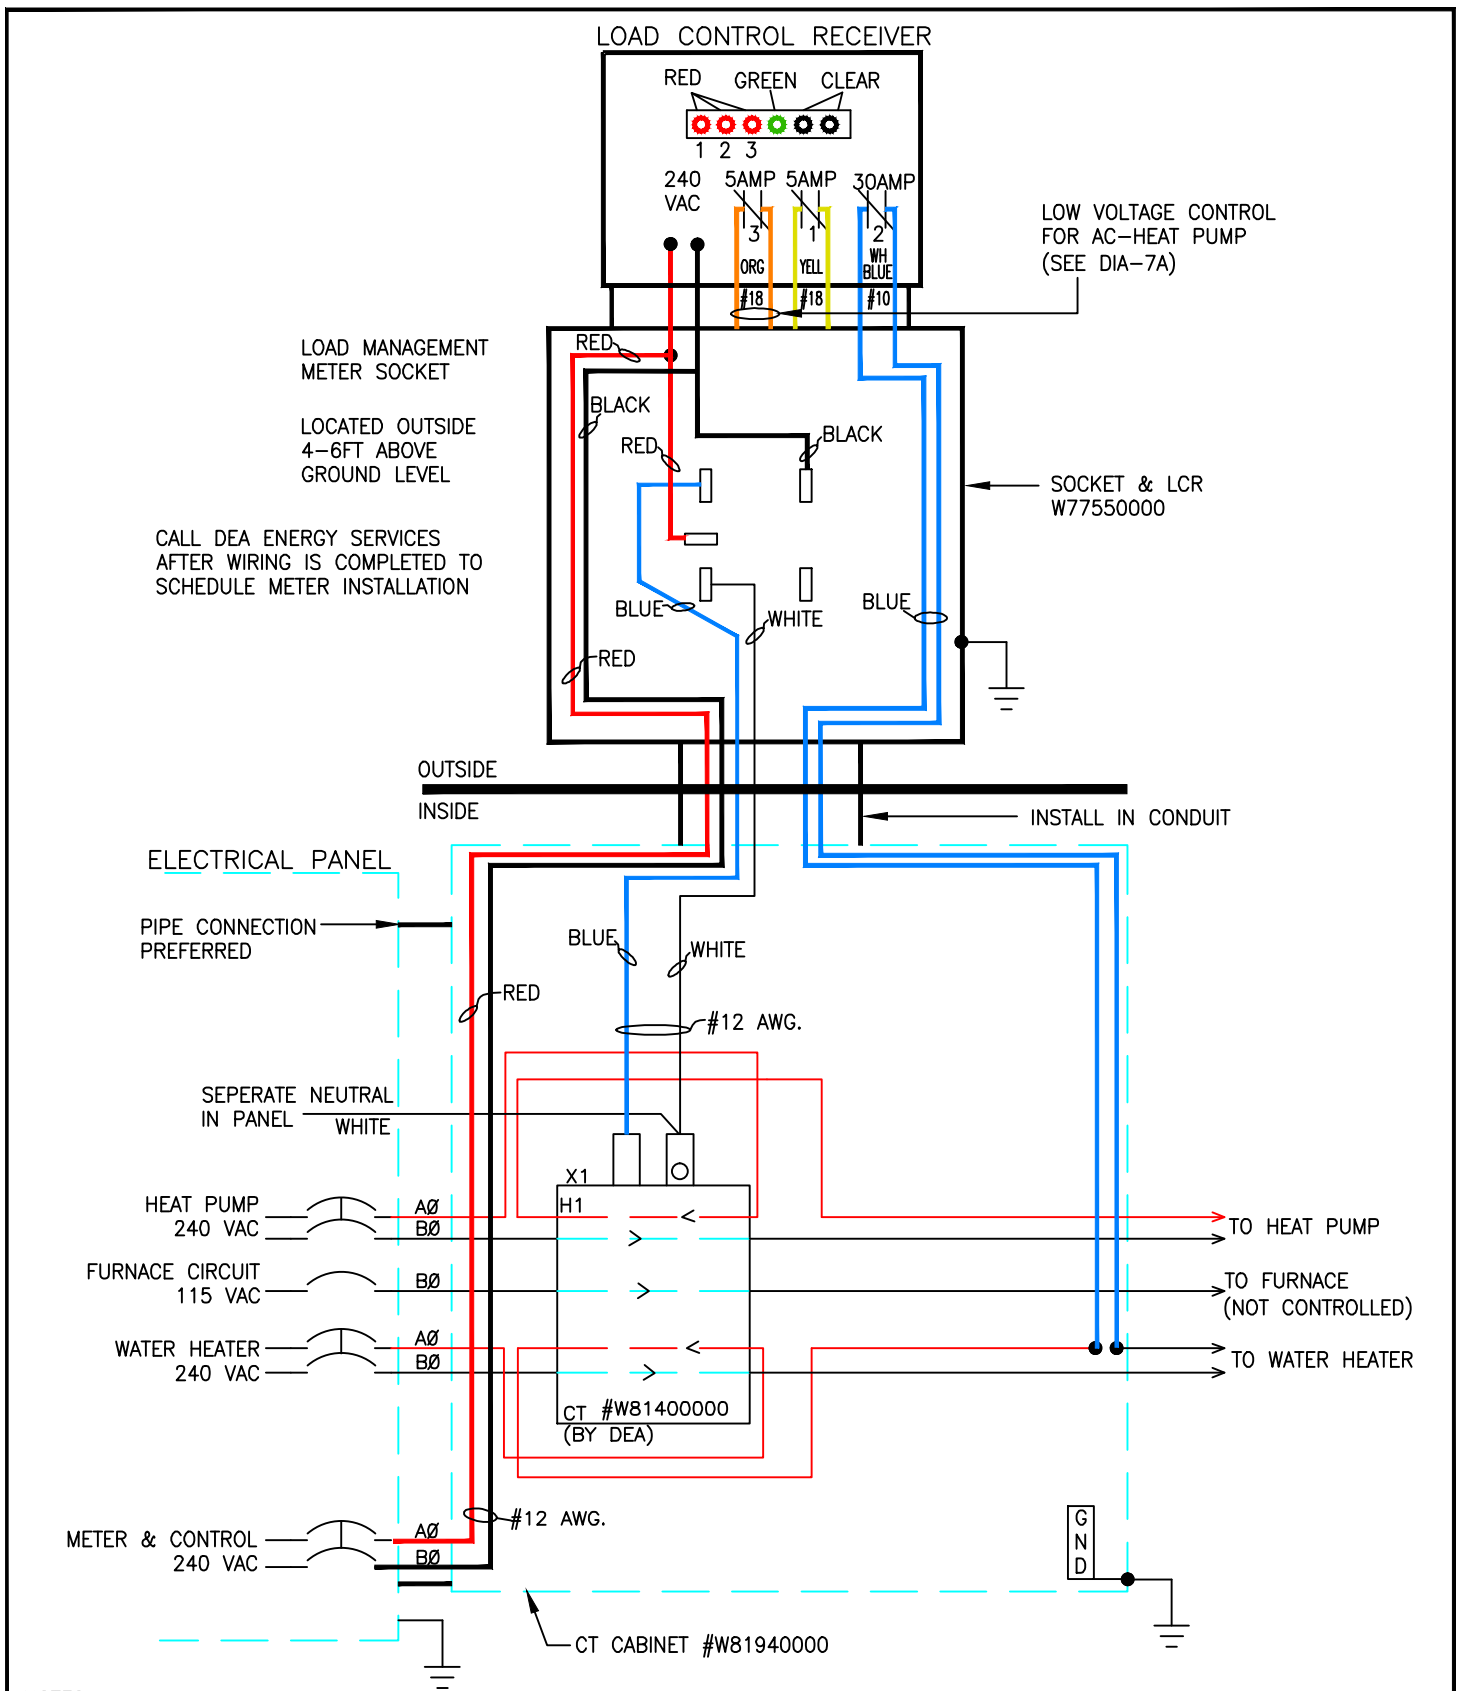 LOAD CONTROL RECEIVER
RED GREEN CLEAR
1 2 3
240
VAC
5AMP 5AMP 30AMP
3 1 2
ORG YELL WH
BLUE
#18 #18 #10
LOW VOLTAGE CONTROL
FOR AC-HEAT PUMP
(SEE DIA-7A)
LOAD MANAGEMENT
METER SOCKET
LOCATED OUTSIDE
4-6FT ABOVE
GROUND LEVEL
CALL DEA ENERGY SERVICES
AFTER WIRING IS COMPLETED TO
SCHEDULE METER INSTALLATION
RED
BLACK
RED
BLACK
SOCKET & LCR
W77550000
BLUE
WHITE
BLUE
RED
OUTSIDE
INSIDE
INSTALL IN CONDUIT
ELECTRICAL PANEL
PIPE CONNECTION
PREFERRED
BLUE
WHITE
RED
#12 AWG.
SEPERATE NEUTRAL
IN PANEL
WHITE
X1
H1
HEAT PUMP
240 VAC
AØ
BØ
TO HEAT PUMP
FURNACE CIRCUIT
115 VAC
BØ
TO FURNACE
(NOT CONTROLLED)
WATER HEATER
240 VAC
AØ
BØ
TO WATER HEATER
CT #W81400000
(BY DEA)
METER & CONTROL
240 VAC
AØ
BØ
#12 AWG.
GND
CT CABINET #W81940000